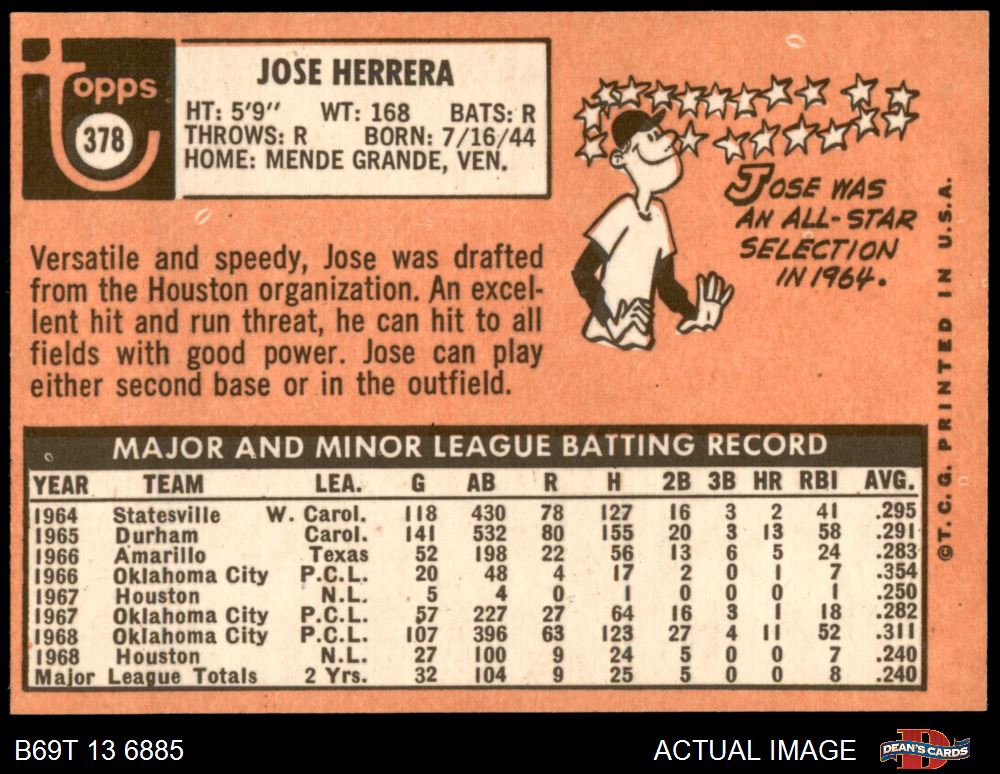 topps
378
JOSE HERRERA
HT: 5'9" WT: 168 BATS: R
THROWS: R BORN: 7/16/44
HOME: MENDE GRANDE, VEN.
JOSE WAS
AN ALL-STAR
SELECTION
IN 1964.
Versatile and speedy, Jose was drafted
from the Houston organization. An excel-
lent hit and run threat, he can hit to all
fields with good power. Jose can play
either second base or in the outfield.
©T.C.G. PRINTED IN U.S.A.
MAJOR AND MINOR LEAGUE BATTING RECORD
YEAR TEAM LEA. G AB R H 2B 3B HR RBI AVG.
1964 Statesville W. Carol. 118 430 78 127 16 3 2 41 .295
1965 Durham Carol. 141 532 80 155 20 3 13 58 .291
1966 Amarillo Texas 52 198 22 56 13 6 5 24 .283
1966 Oklahoma City P.C.L. 20 48 4 17 2 0 1 7 .354
1967 Houston N.L. 5 4 0 1 0 0 0 1 .250
1967 Oklahoma City P.C.L. 57 227 27 64 16 3 1 18 .282
1968 Oklahoma City P.C.L. 107 396 63 123 27 4 11 52 .311
1968 Houston N.L. 27 100 9 24 5 0 0 7 .240
Major League Totals 2 Yrs. 32 104 9 25 5 0 0 8 .240
B69T 13 6885 ACTUAL IMAGE DEAN'S CARDS